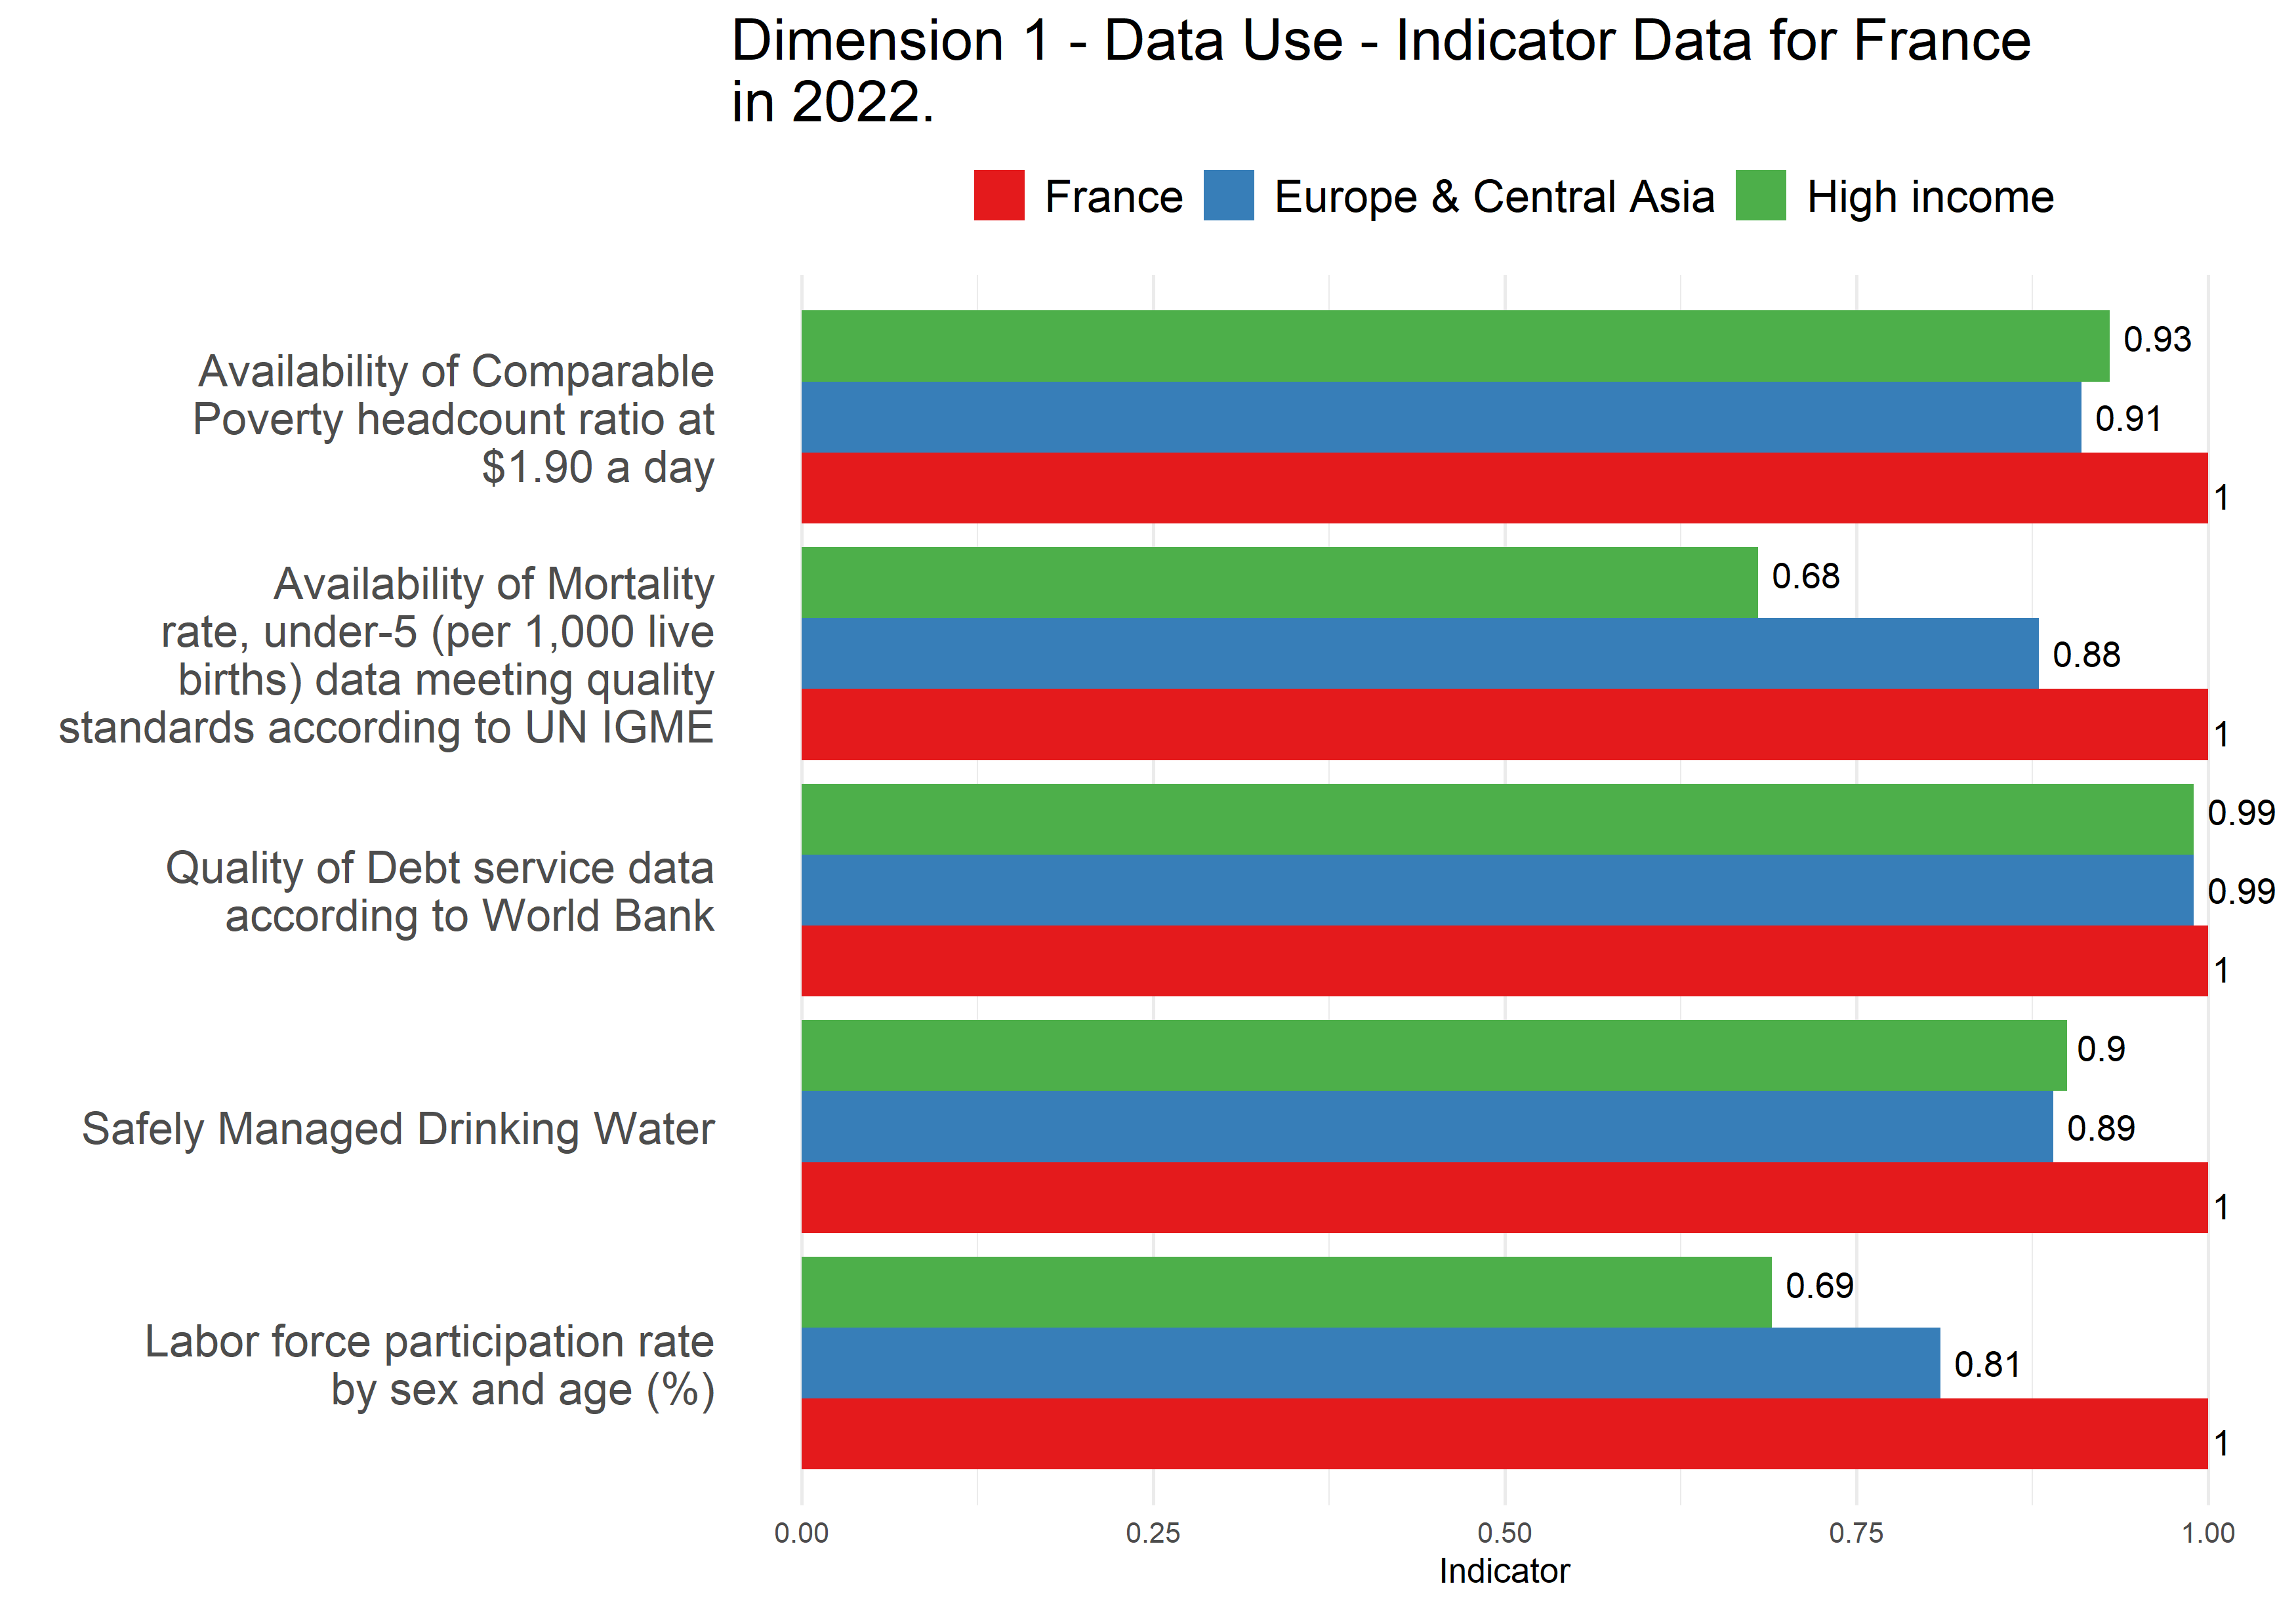 Dimension 1 - Data Use - Indicator Data for France
in 2022.
France
Europe & Central Asia
High income
Availability of Comparable
Poverty headcount ratio at
$1.90 a day
0.93
0.91
1
Availability of Mortality
rate, under-5 (per 1,000 live
births) data meeting quality
standards according to UN IGME
0.68
0.88
1
Quality of Debt service data
according to World Bank
0.99
0.99
1
Safely Managed Drinking Water
0.9
0.89
1
Labor force participation rate
by sex and age (%)
0.69
0.81
1
0.00
0.25
0.50
0.75
1.00
Indicator